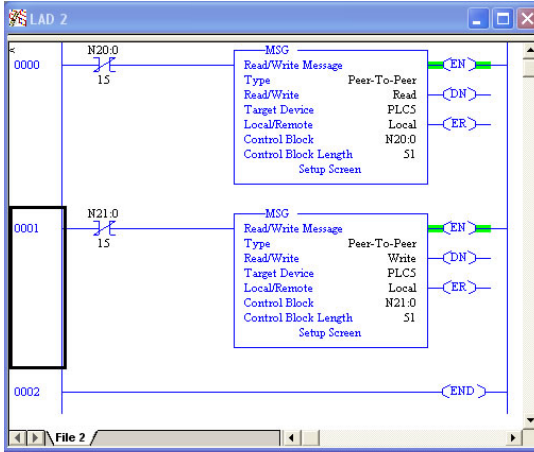 LAD 2
N20:0
0000
15
MSG
Read/Write Message
Type Peer-To-Peer
Read/Write Read
Target Device PLC5
Local/Remote Local
Control Block N20:0
Control Block Length 51
Setup Screen
EN
DN
ER
N21:0
0001
15
MSG
Read/Write Message
Type Peer-To-Peer
Read/Write Write
Target Device PLC5
Local/Remote Local
Control Block N21:0
Control Block Length 51
Setup Screen
EN
DN
ER
0002
END
File 2